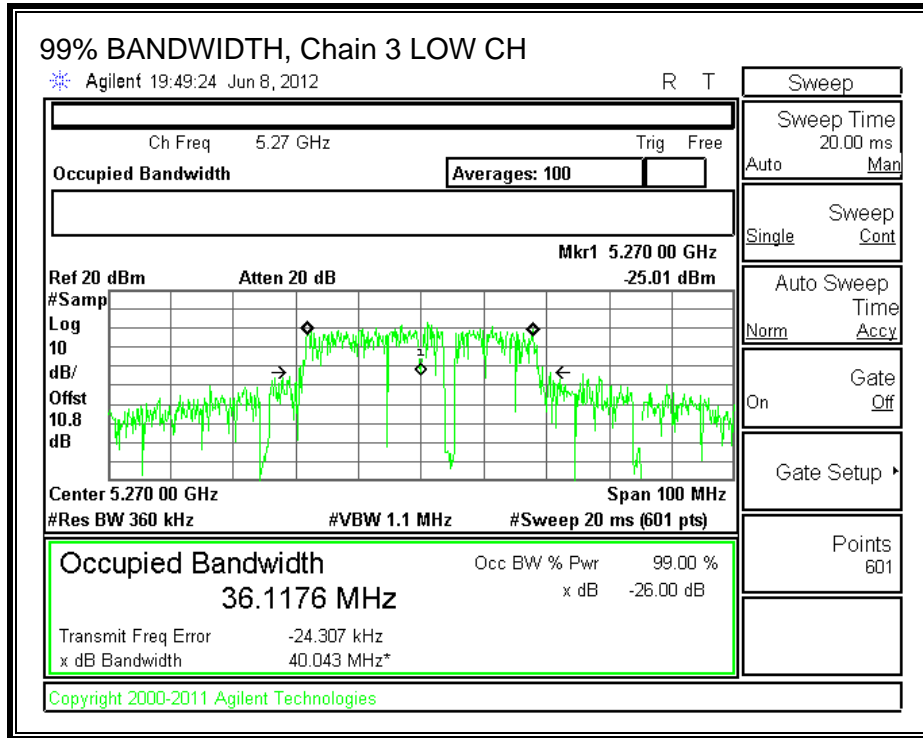 99% BANDWIDTH, Chain 3 LOW CH
Agilent 19:49:24 Jun 8, 2012 R T
Ch Freq 5.27 GHz Trig Free
Occupied Bandwidth Averages: 100
Mkr1 5.270 00 GHz
Ref 20 dBm Atten 20 dB -25.01 dBm
#Samp
Log
10
dB/
Offst
10.8
dB
1
Center 5.270 00 GHz Span 100 MHz
#Res BW 360 kHz #VBW 1.1 MHz #Sweep 20 ms (601 pts)
Occupied Bandwidth Occ BW % Pwr 99.00 %
36.1176 MHz x dB -26.00 dB
Transmit Freq Error -24.307 kHz
x dB Bandwidth 40.043 MHz*
Copyright 2000-2011 Agilent Technologies
Sweep
Sweep Time
20.00 ms
Auto Man
Sweep
Single Cont
Auto Sweep
Time
Norm Accy
Gate
On Off
Gate Setup
Points
601